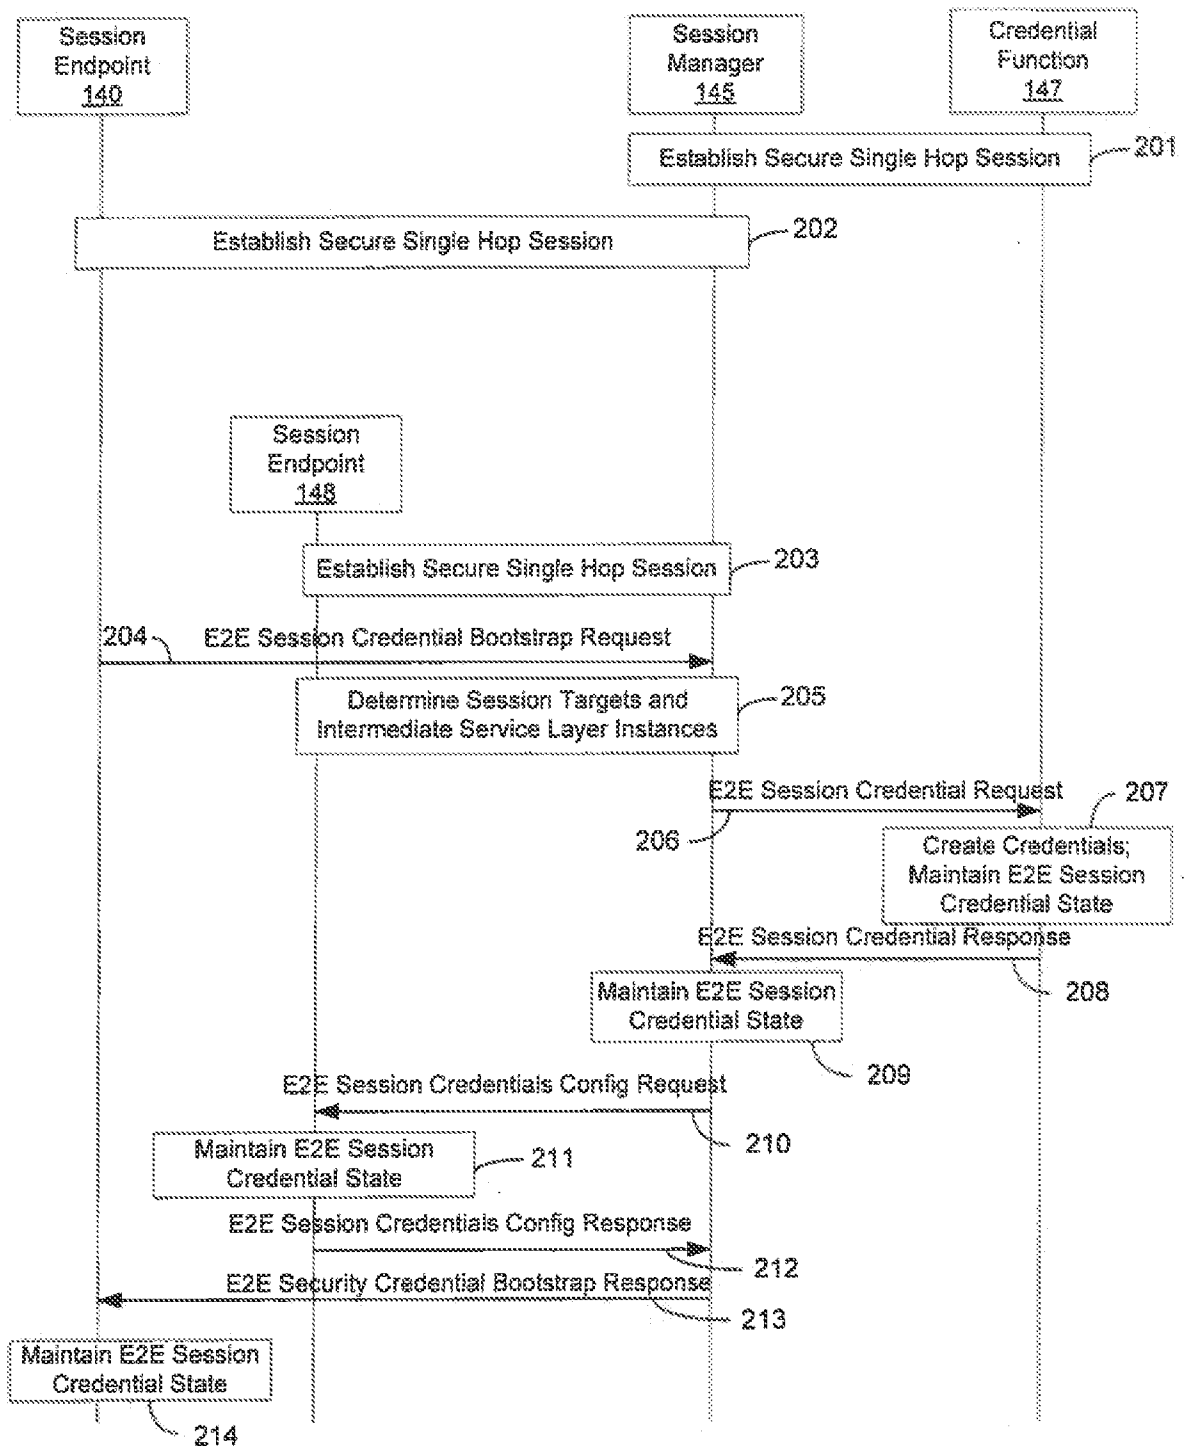 Session
Endpoint
140
Session
Manager
145
Credential
Function
147
Establish Secure Single Hop Session
201
Establish Secure Single Hop Session
202
Session
Endpoint
148
Establish Secure Single Hop Session
203
204
E2E Session Credential Bootstrap Request
Determine Session Targets and
Intermediate Service Layer Instances
205
E2E Session Credential Request
206
207
Create Credentials;
Maintain E2E Session
Credential State
E2E Session Credential Response
208
Maintain E2E Session
Credential State
209
E2E Session Credentials Config Request
210
Maintain E2E Session
Credential State
211
E2E Session Credentials Config Response
212
E2E Security Credential Bootstrap Response
213
Maintain E2E Session
Credential State
214